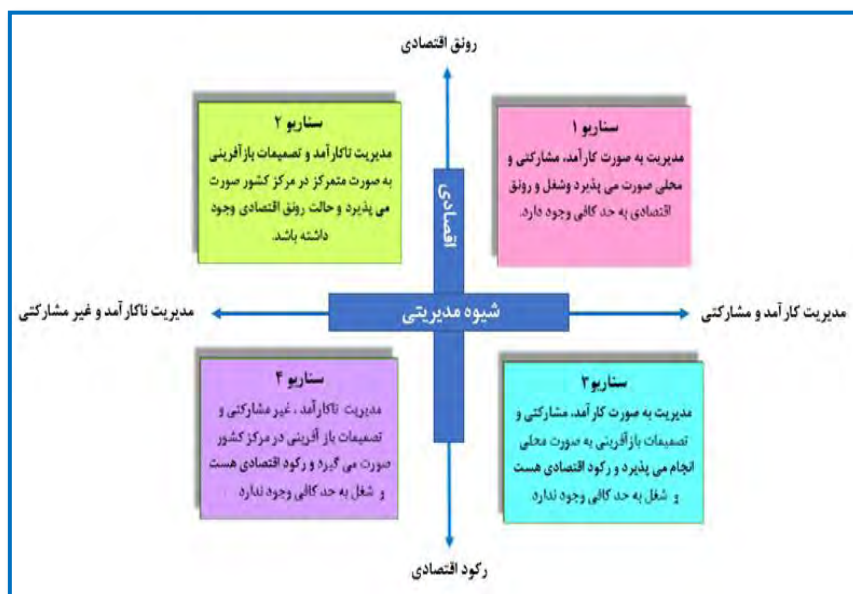 رونق اقتصادی
سناریو ۱
مدیریت به صورت کارآمد، مشارکتی و
محلی صورت می پذیرد وشغل و رونق
اقتصادی به حد کافی وجود دارد.
سناریو ۲
مدیریت ناکارآمد و تصمیمات بازآفرینی
به صورت متمرکز در مرکز کشور صورت
می پذیرد و حالت رونق اقتصادی وجود
داشته باشد.
اقتصادی
شیوه مدیریتی
مدیریت کارآمد و مشارکتی
مدیریت ناکارآمد و غیر مشارکتی
سناریو۳
مدیریت به صورت کارآمد، مشارکتی و
تصمیمات بازآفرینی به صورت محلی
انجام می پذیرد و رکود اقتصادی هست
و شغل به حد کافی وجود ندارد
سناریو ۴
مدیریت ناکارآمد ، غیر مشارکتی و
تصمیمات باز آفرینی در مرکز کشور
صورت می گیرد و رکود اقتصادی هست
و شغل به حد کافی وجود ندارد
رکود اقتصادی